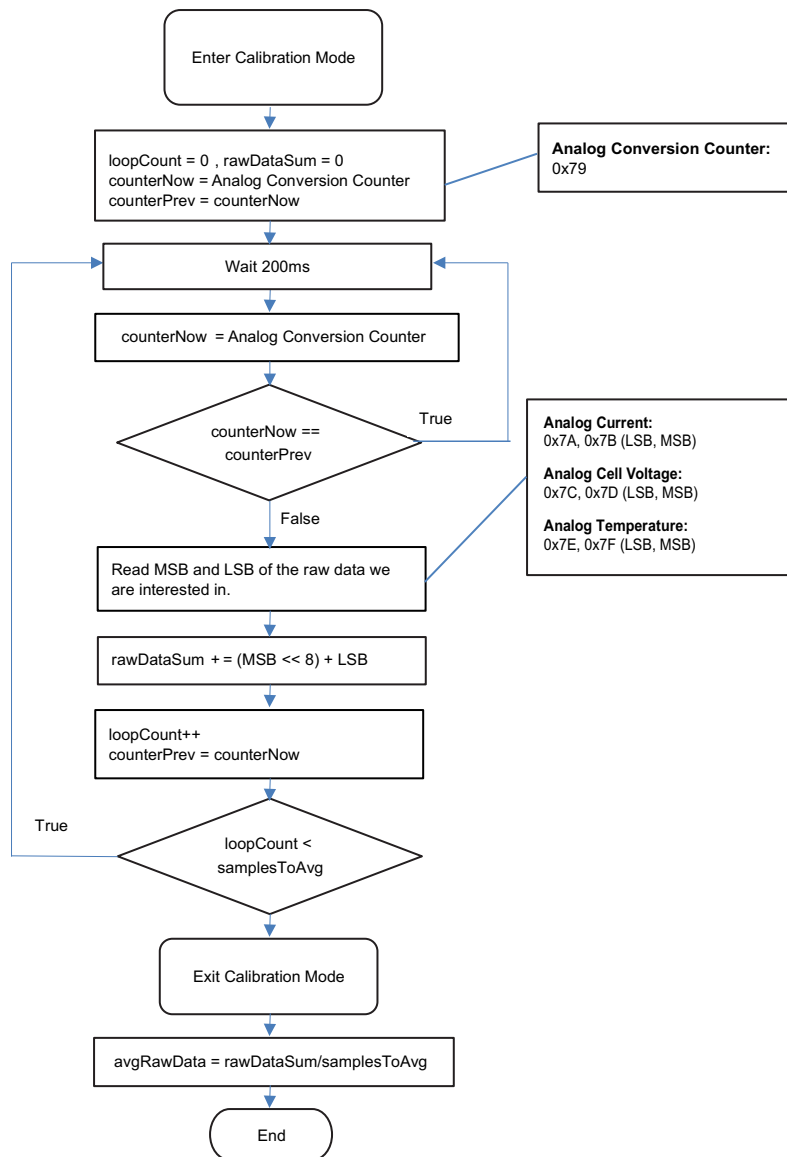 Enter Calibration Mode
loopCount = 0 , rawDataSum = 0
counterNow = Analog Conversion Counter
counterPrev = counterNow
Analog Conversion Counter:
0x79
Wait 200ms
counterNow = Analog Conversion Counter
counterNow ==
counterPrev
True
False
Analog Current:
0x7A, 0x7B (LSB, MSB)
Analog Cell Voltage:
0x7C, 0x7D (LSB, MSB)
Analog Temperature:
0x7E, 0x7F (LSB, MSB)
Read MSB and LSB of the raw data we
are interested in.
rawDataSum + = (MSB << 8) + LSB
loopCount++
counterPrev = counterNow
True
loopCount <
samplesToAvg
Exit Calibration Mode
avgRawData = rawDataSum/samplesToAvg
End